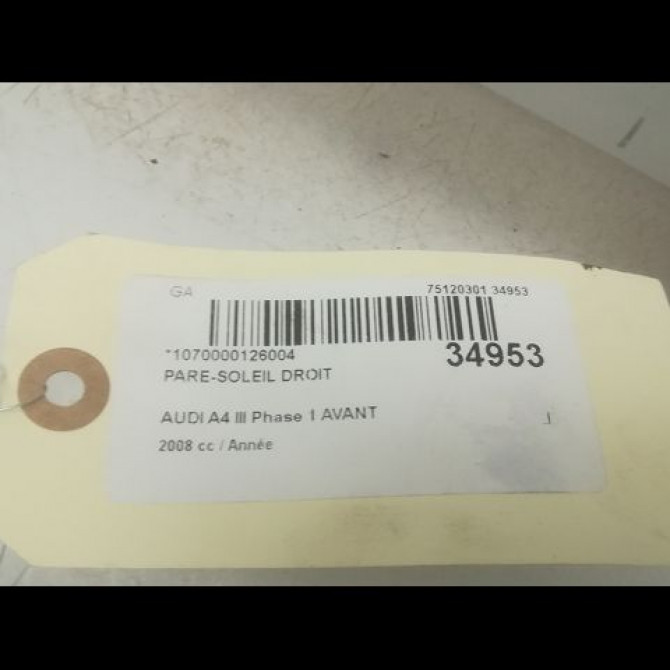 GA 75120301 34953
*1070000126004 34953
PARE-SOLEIL DROIT
AUDI A4 III Phase 1 AVANT
2008 cc / Année